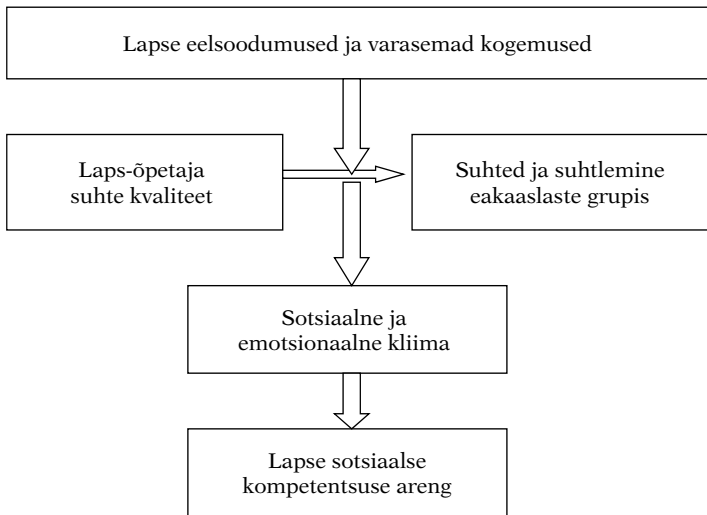 Lapse eelsoodumused ja varasemad kogemused
Laps-õpetaja
suhte kvaliteet
Suhted ja suhtlemine
eakaaslaste grupis
Sotsiaalne ja
emotsionaalne kliima
Lapse sotsiaalse
kompetentsuse areng